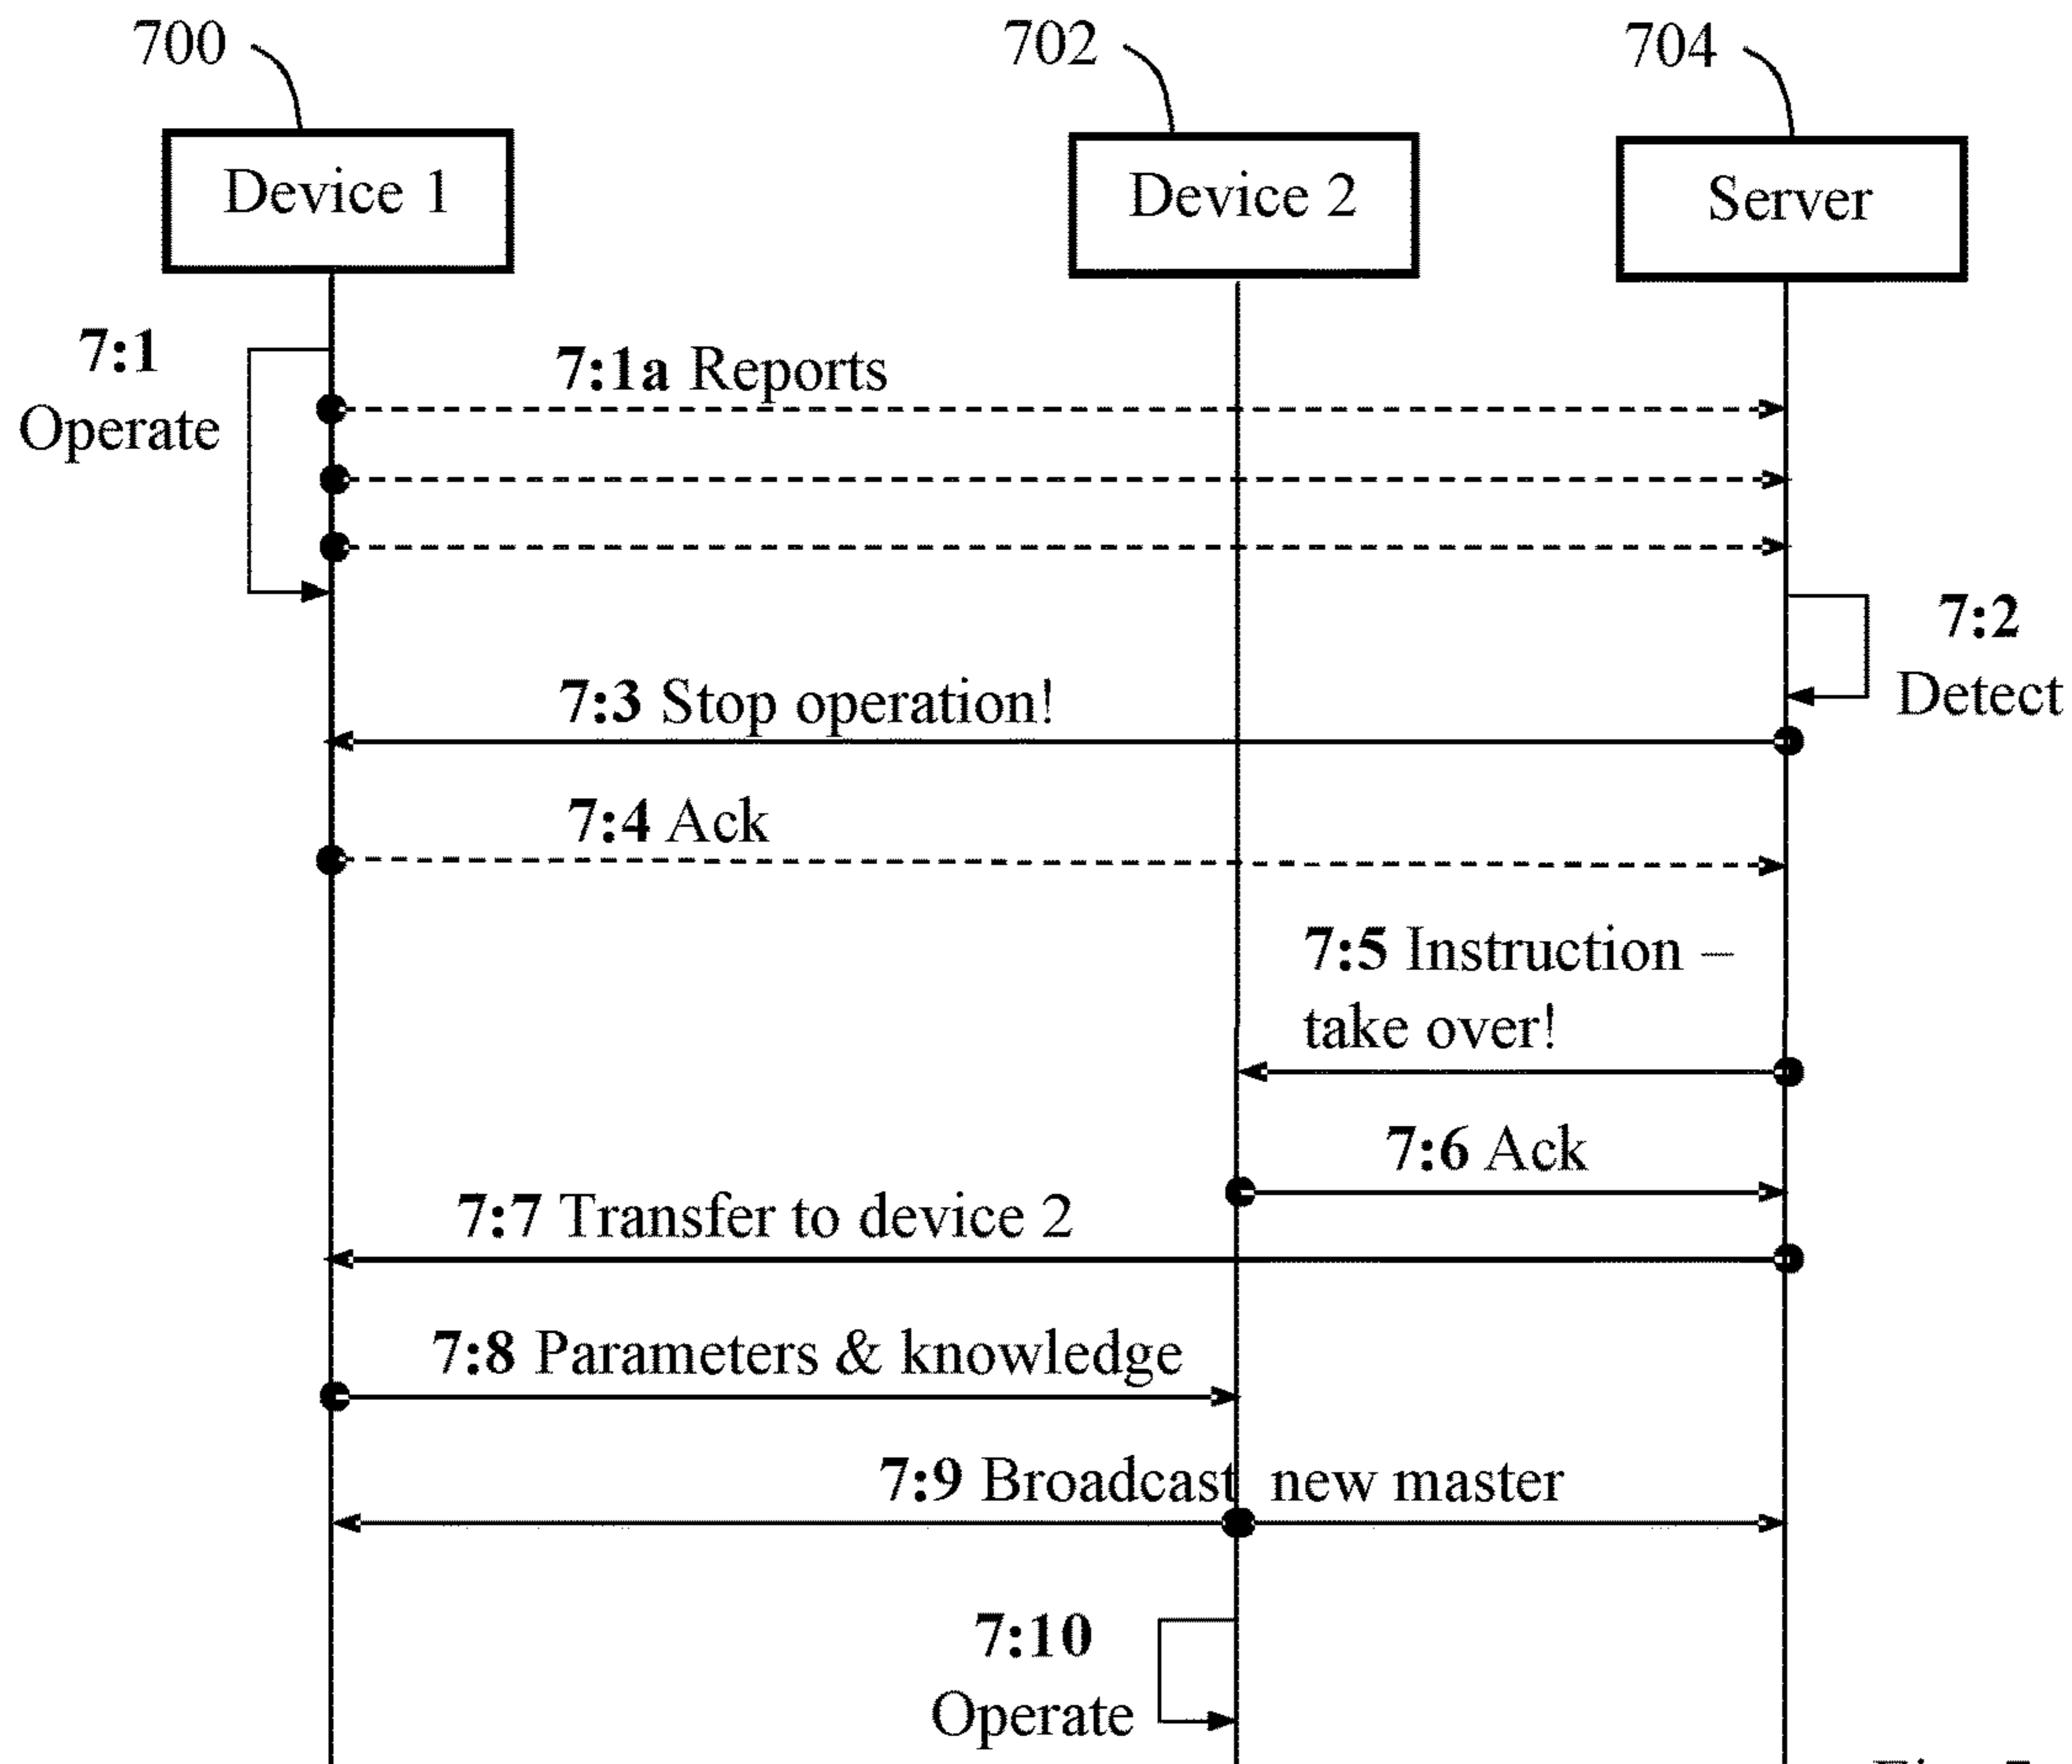 700
702
704
Device 1
Device 2
Server
7:1
Operate
7:1a Reports
7:2
Detect
7:3 Stop operation!
7:4 Ack
7:5 Instruction –
take over!
7:6 Ack
7:7 Transfer to device 2
7:8 Parameters & knowledge
7:9 Broadcast new master
7:10
Operate